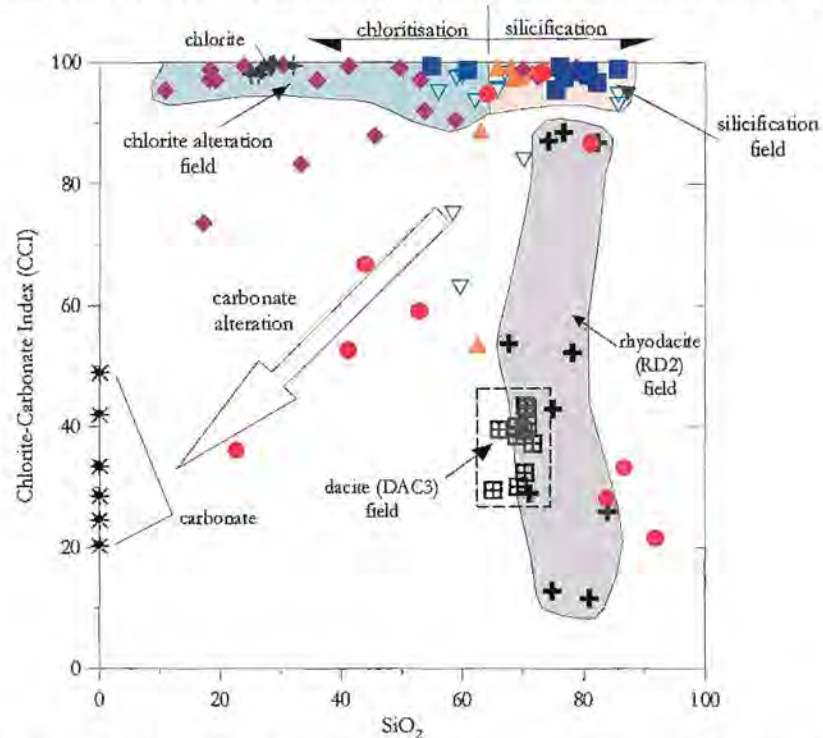 chloritisation silicification
chlorite
100
chlorite alteration
field
silicification
field
80
carbonate
alteration
60
rhyodacite
(RD2)
field
40
dacite (DAC3)
field
carbonate
20
0
Chlorite-Carbonate Index (CCI)
0 20 40 60 80 100
SiO₂